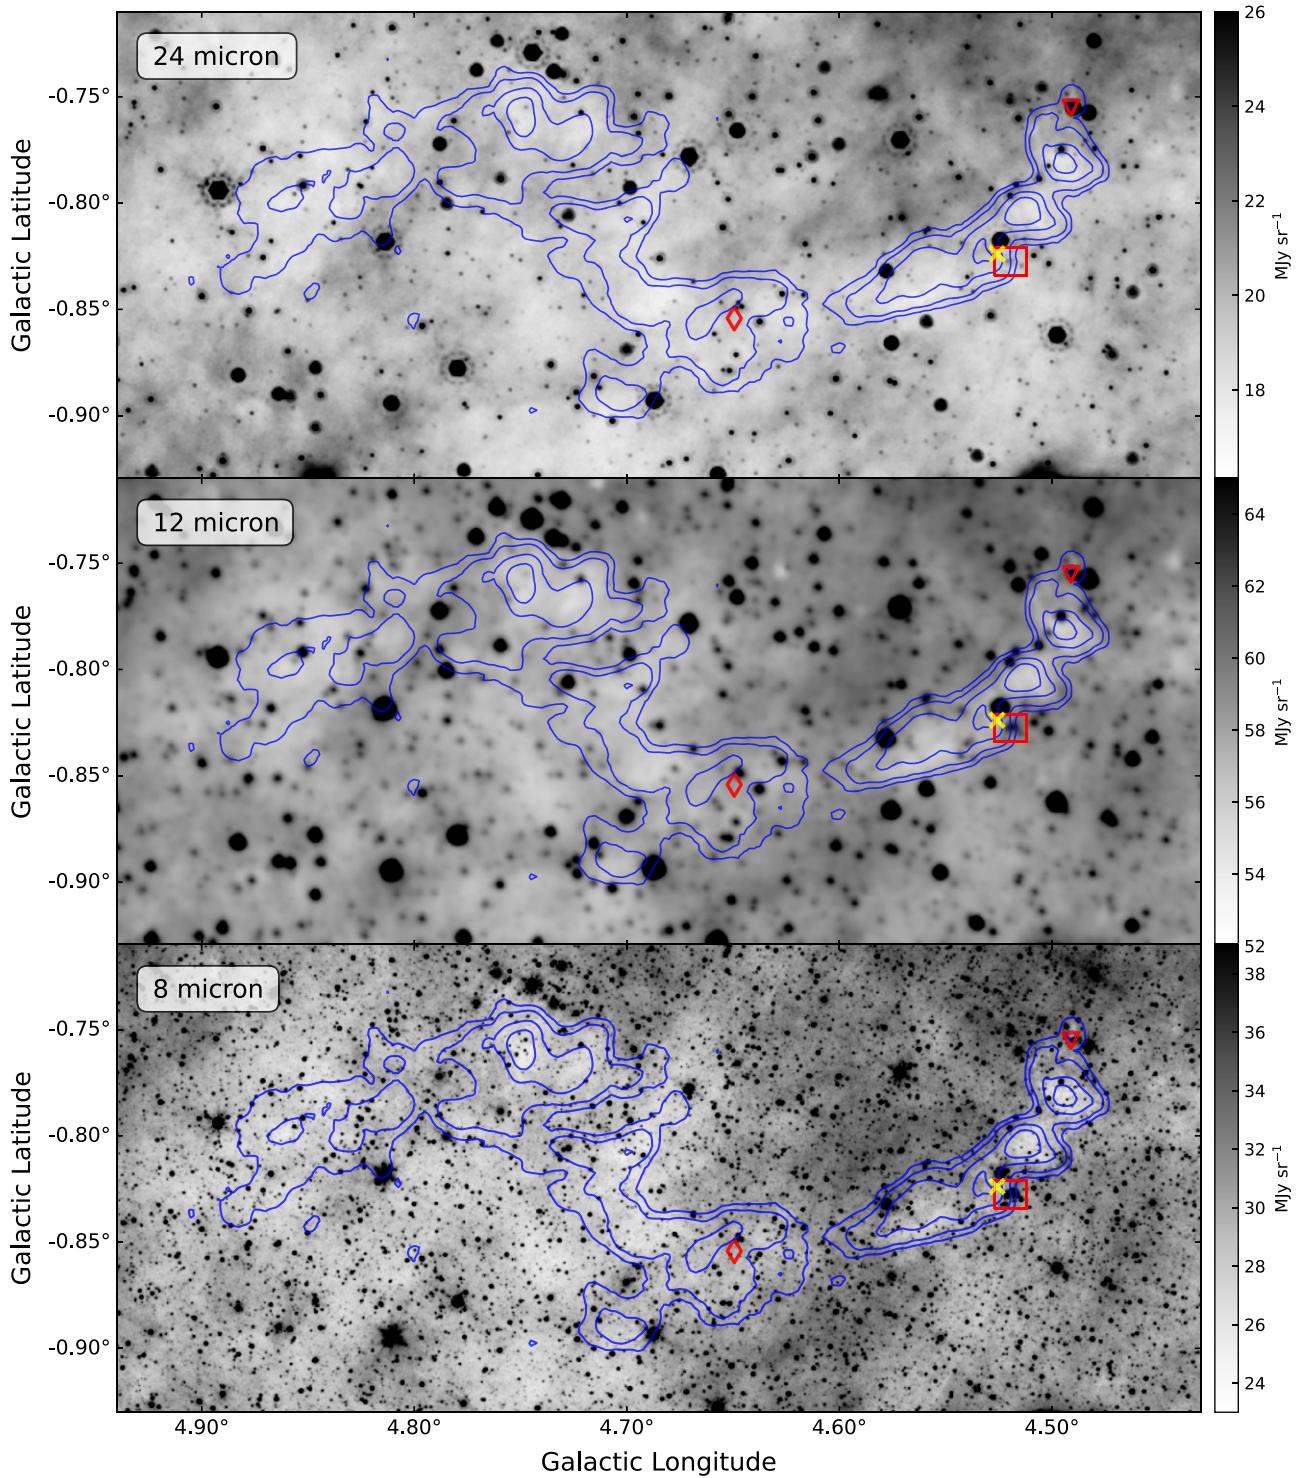 24 micron
-0.75°
-0.80°
-0.85°
-0.90°
Galactic Latitude
26
24
22
20
18
MJy sr⁻¹
12 micron
-0.75°
-0.80°
-0.85°
-0.90°
Galactic Latitude
64
62
60
58
56
54
52
MJy sr⁻¹
8 micron
-0.75°
-0.80°
-0.85°
-0.90°
Galactic Latitude
38
36
34
32
30
28
26
24
MJy sr⁻¹
4.90° 4.80° 4.70° 4.60° 4.50°
Galactic Longitude